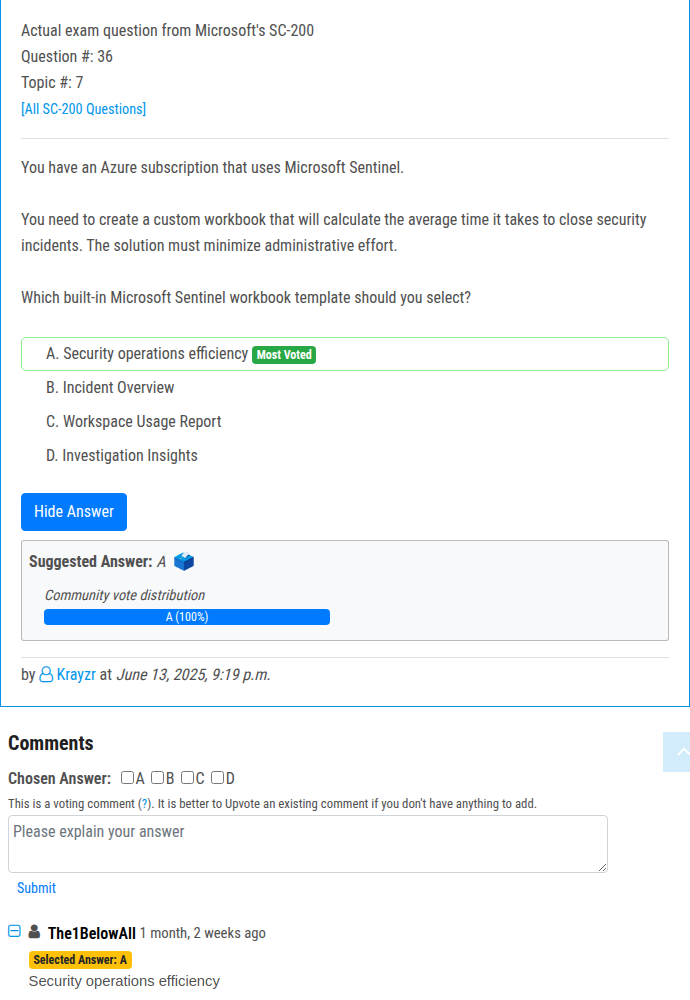 Actual exam question from Microsoft's SC-200
Question #: 36
Topic #: 7
[All SC-200 Questions]
You have an Azure subscription that uses Microsoft Sentinel.
You need to create a custom workbook that will calculate the average time it takes to close security
incidents. The solution must minimize administrative effort.
Which built-in Microsoft Sentinel workbook template should you select?
A. Security operations efficiency Most Voted
B. Incident Overview
C. Workspace Usage Report
D. Investigation Insights
Hide Answer
Suggested Answer: A
Community vote distribution
A (100%)
by Krayzr at June 13, 2025, 9:19 p.m.
Comments
Chosen Answer: A B C D
This is a voting comment (?). It is better to Upvote an existing comment if you don't have anything to add.
Please explain your answer
Submit
The1BelowAll 1 month, 2 weeks ago
Selected Answer: A
Security operations efficiency